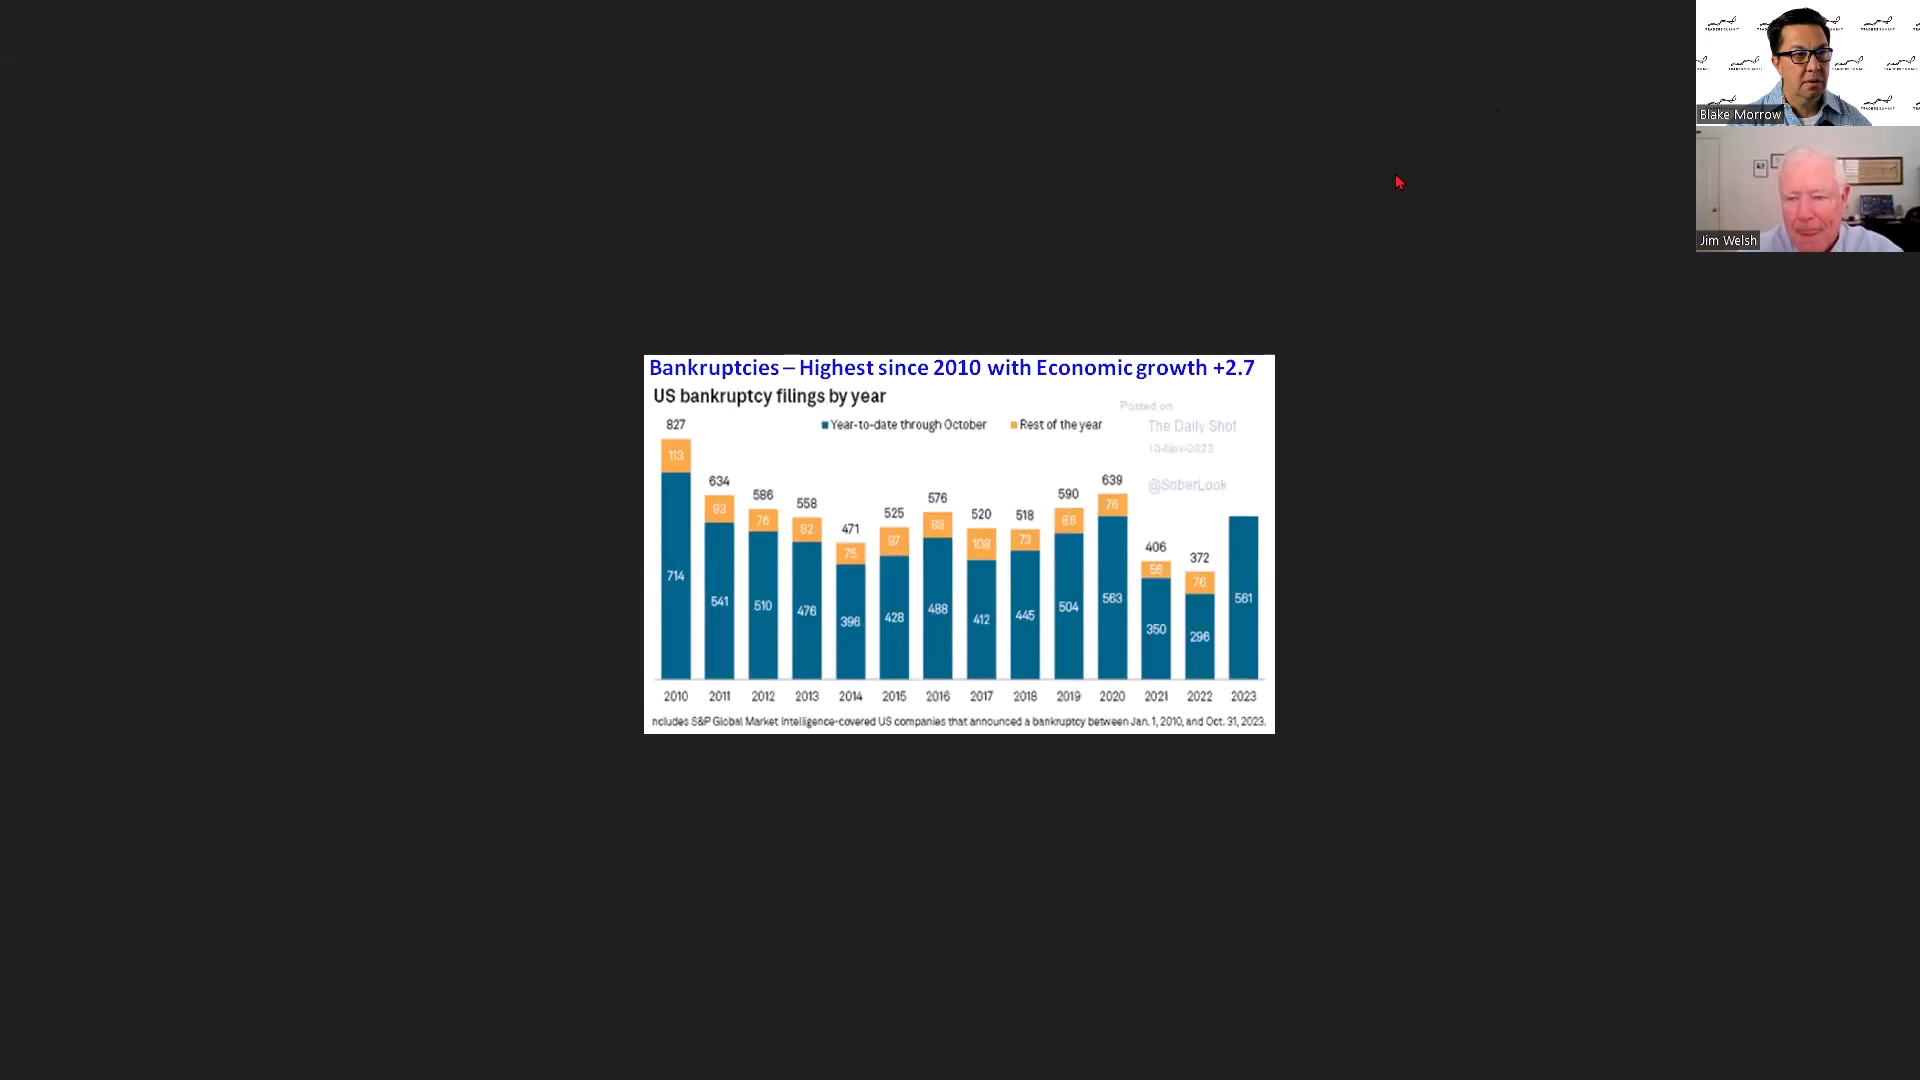 Blake Morrow
Jim Welsh
Bankruptcies – Highest since 2010 with Economic growth +2.7
US bankruptcy filings by year
Posted on
The Daily Shot
10-Nov-2023
@SoberLook
Year-to-date through October Rest of the year
827 634 586 558 471 525 576 520 518 590 639 406 372
113 93 76 82 75 97 88 108 73 86 76 56 76
714 541 510 476 396 428 488 412 445 504 563 350 296 561
2010 2011 2012 2013 2014 2015 2016 2017 2018 2019 2020 2021 2022 2023
ncludes S&P Global Market Intelligence-covered US companies that announced a bankruptcy between Jan. 1, 2010, and Oct. 31, 2023.